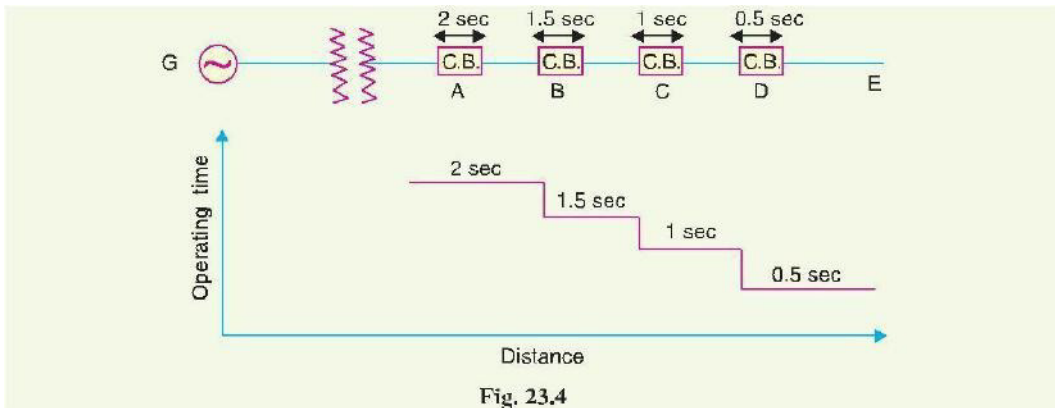 2 sec 1.5 sec 1 sec 0.5 sec
G C.B. C.B. C.B. C.B.
A B C D E
Operating time
2 sec
1.5 sec
1 sec
0.5 sec
Distance
Fig. 23.4